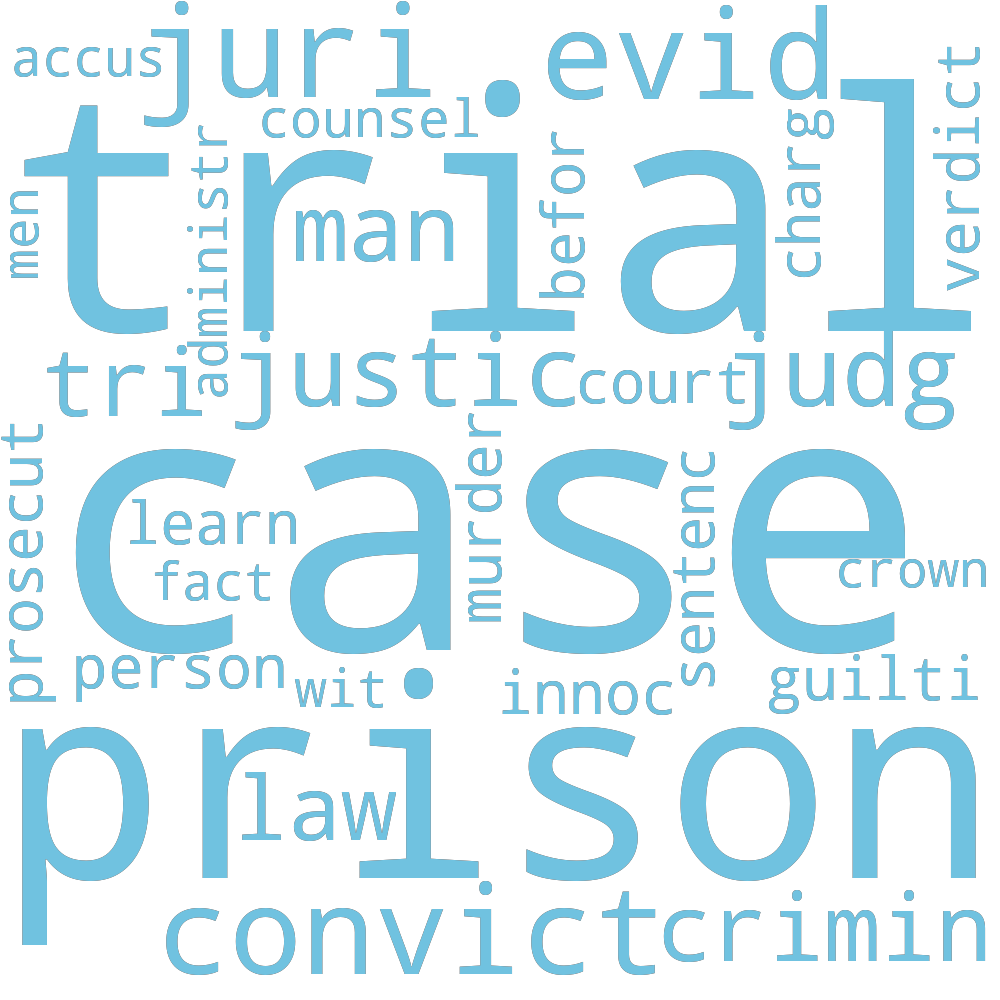 accus
juri
evid
verdict
counsel
trial
charg
befor
administr
men
man
tri
justic
court
judg
prosecut
case
murder
sentenc
learn
fact
crown
person
wit
innoc
guilti
prison
law
convict
crimin